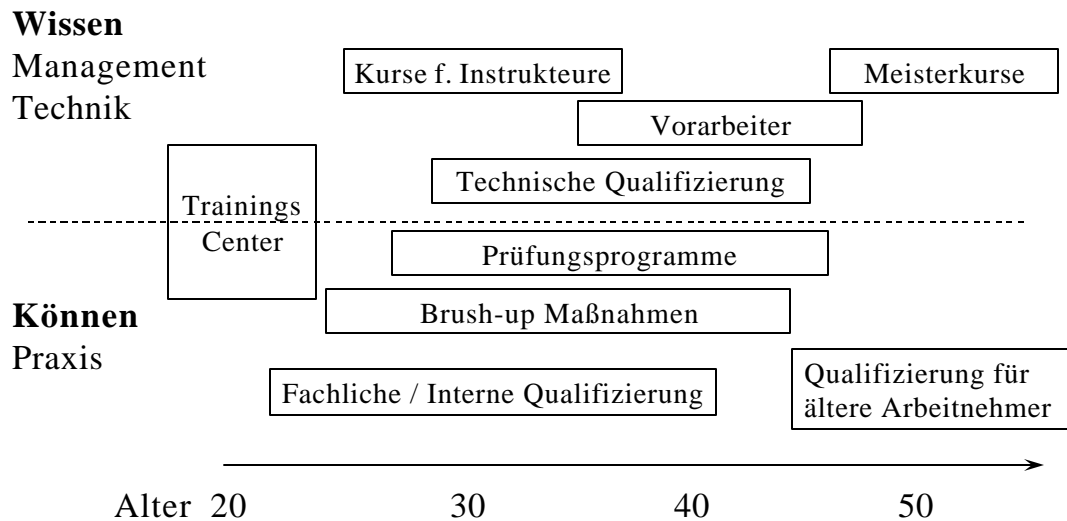 Wissen
Management
Technik
Kurse f. Instrukteure
Meisterkurse
Vorarbeiter
Technische Qualifizierung
Trainings
Center
Prüfungsprogramme
Brush-up Maßnahmen
Können
Praxis
Fachliche / Interne Qualifizierung
Qualifizierung für
ältere Arbeitnehmer
Alter 20 30 40 50